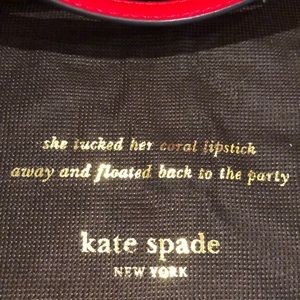 she tucked her coral lipstick
away and floated back to the party
kate spade
NEW YORK